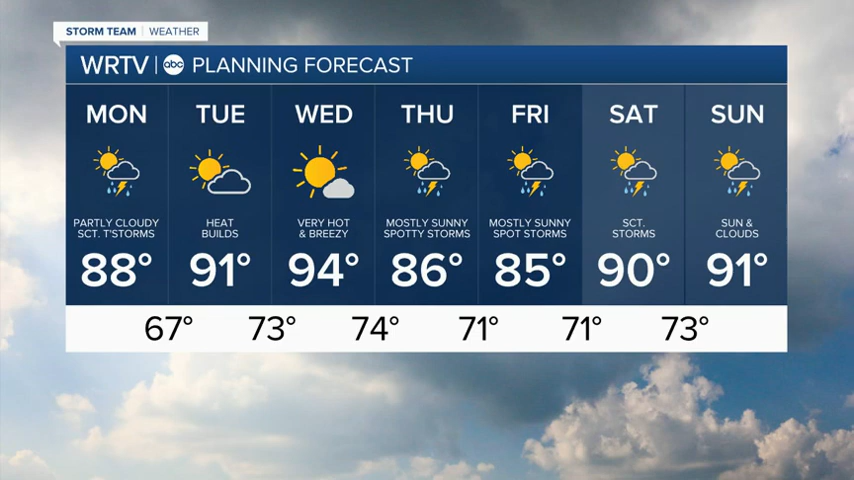 STORM TEAM | WEATHER
WRTV | abc PLANNING FORECAST
MON TUE WED THU FRI SAT SUN
PARTLY CLOUDY
SCT. T'STORMS
HEAT
BUILDS
VERY HOT
& BREEZY
MOSTLY SUNNY
SPOTTY STORMS
MOSTLY SUNNY
SPOT STORMS
SCT.
STORMS
SUN &
CLOUDS
88° 91° 94° 86° 85° 90° 91°
67° 73° 74° 71° 71° 73°